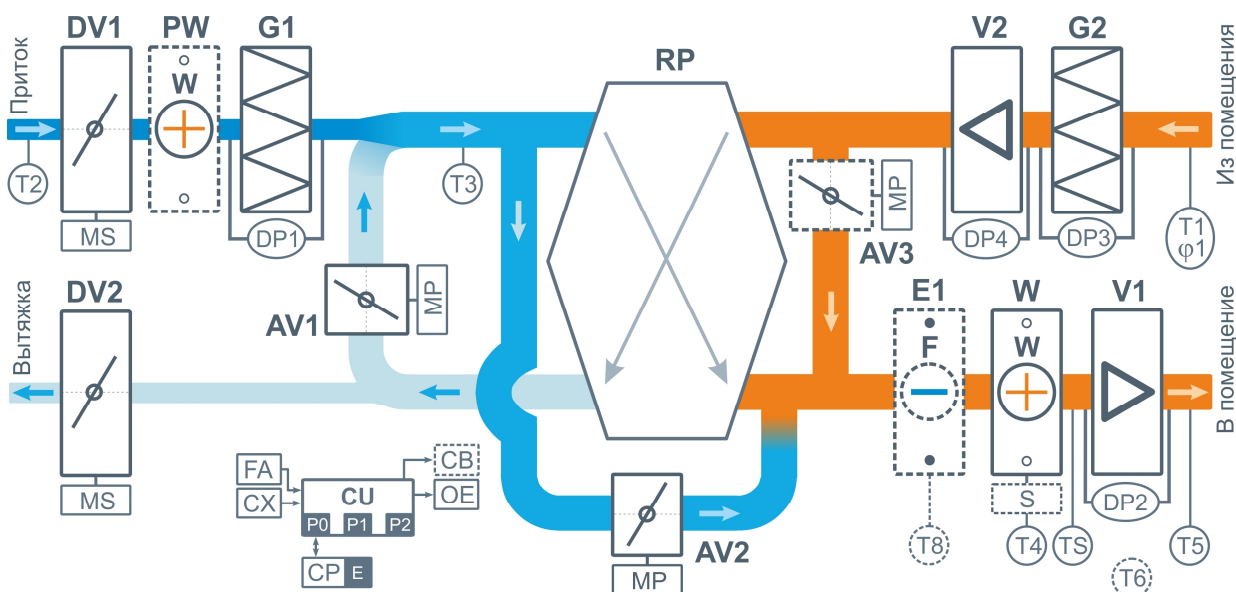 DV1
PW
G1
RP
V2
G2
Приток
W
Из помещения
T2
T3
MS
DP1
MP
DP4
DP3
T1
φ1
AV3
DV2
AV1
MP
E1
W
V1
Вытяжка
F
W
В помещение
FA
CX
CU
CB
OE
P0
P1
P2
CP
E
MS
AV2
MP
S
DP2
T8
T4
TS
T5
T6